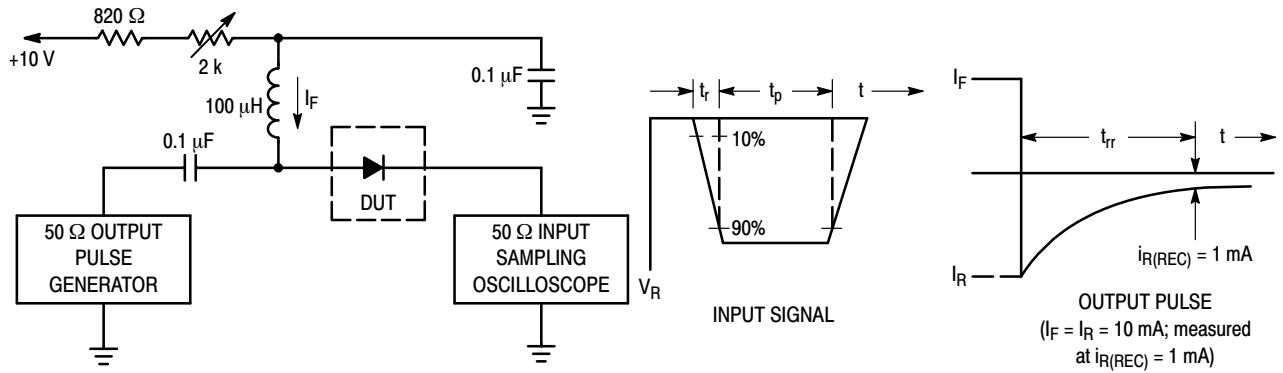 820 Ω
+10 V
2 k
100 μH
I_F
0.1 μF
0.1 μF
DUT
50 Ω OUTPUT
PULSE
GENERATOR
50 Ω INPUT
SAMPLING
OSCILLOSCOPE
t_r
t_p
t
10%
90%
V_R
INPUT SIGNAL
I_F
t_rr
t
I_R
i_R(REC) = 1 mA
OUTPUT PULSE
(I_F = I_R = 10 mA; measured
at i_R(REC) = 1 mA)